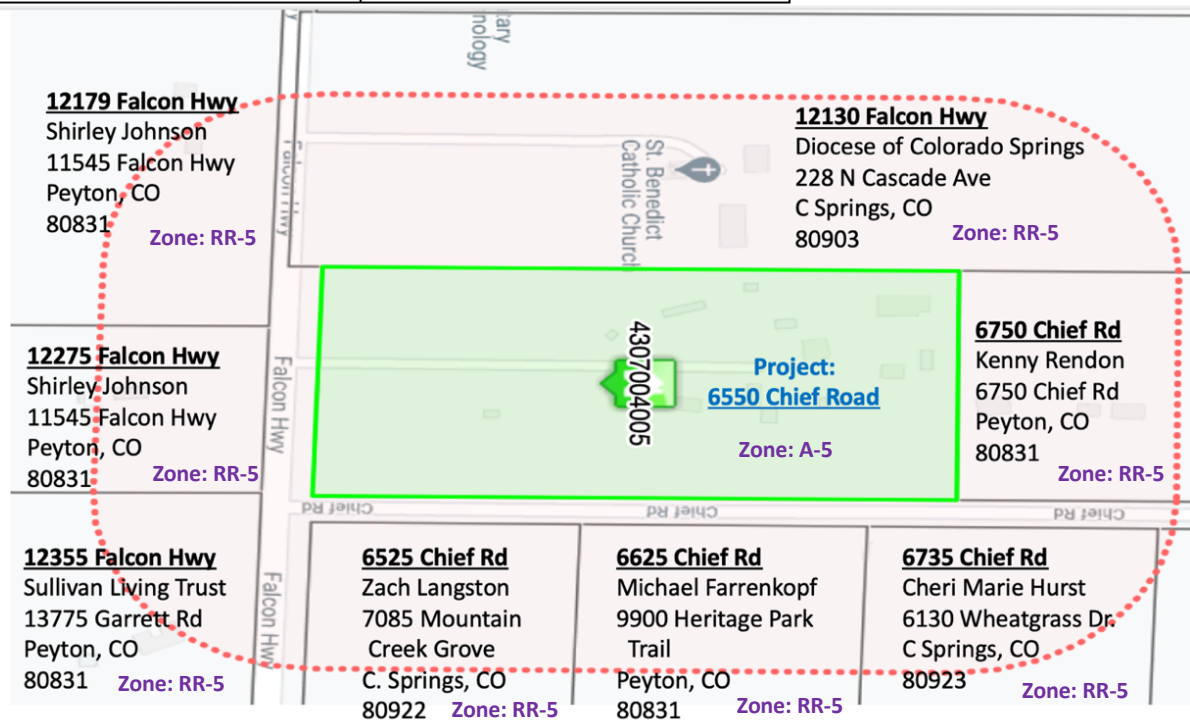 tary
nology
12179 Falcon Hwy
Shirley Johnson
11545 Falcon Hwy
Peyton, CO
80831
Zone: RR-5
Falcon Hwy
St. Benedict
Catholic Church
12130 Falcon Hwy
Diocese of Colorado Springs
228 N Cascade Ave
C Springs, CO
80903
Zone: RR-5
12275 Falcon Hwy
Shirley Johnson
11545 Falcon Hwy
Peyton, CO
80831
Zone: RR-5
Falcon Hwy
4307004005
Project:
6550 Chief Road
Zone: A-5
6750 Chief Rd
Kenny Rendon
6750 Chief Rd
Peyton, CO
80831
Zone: RR-5
Chief Rd
Chief Rd
Chief Rd
12355 Falcon Hwy
Sullivan Living Trust
13775 Garrett Rd
Peyton, CO
80831
Zone: RR-5
Falcon Hwy
6525 Chief Rd
Zach Langston
7085 Mountain
Creek Grove
C. Springs, CO
80922
Zone: RR-5
6625 Chief Rd
Michael Farrenkopf
9900 Heritage Park
Trail
Peyton, CO
80831
Zone: RR-5
6735 Chief Rd
Cheri Marie Hurst
6130 Wheatgrass Dr.
C Springs, CO
80923
Zone: RR-5